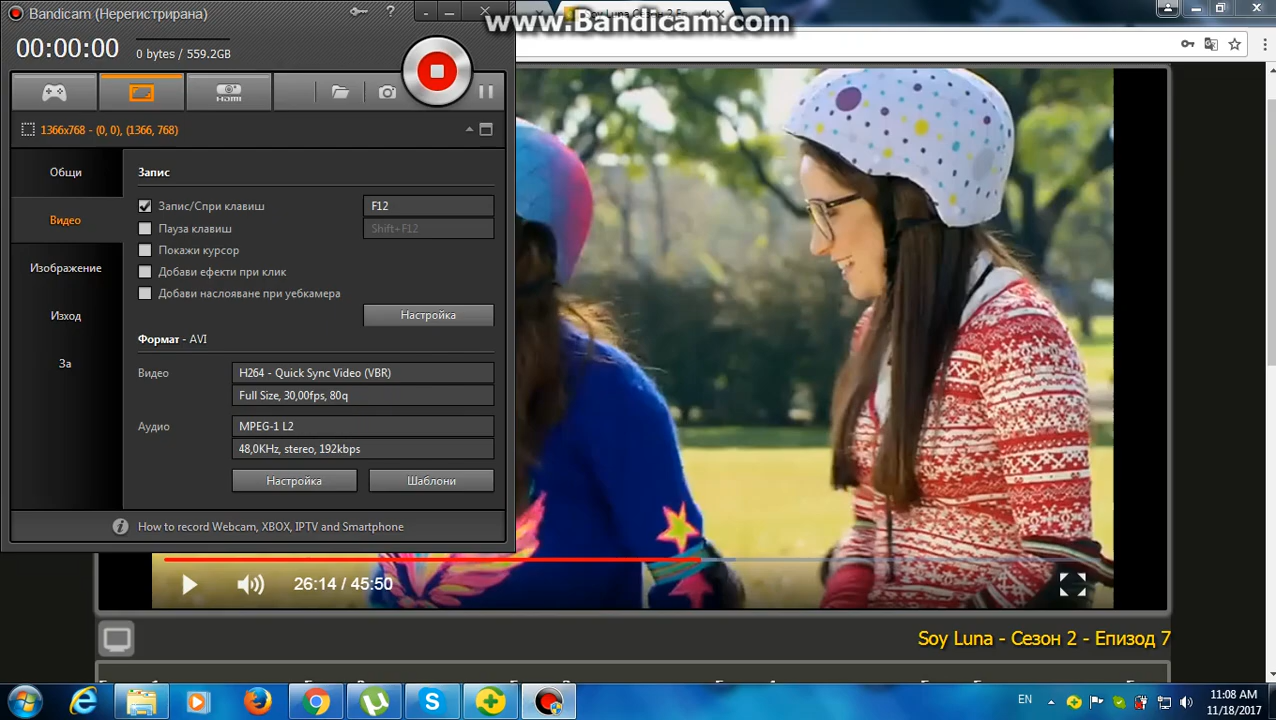 Bandicam (Нерегистрирана)
www.Bandicam.com
00:00:00
0 bytes / 559.2GB
HDMI
1366x768 - (0, 0), (1366, 768)
Общи
Видео
Изображение
Изход
За
Запис
Запис/Спри клавиш
F12
Пауза клавиш
Shift+F12
Покажи курсор
Добави ефекти при клик
Добави наслояване при уебкамера
Настройка
Формат - AVI
Видео
H264 - Quick Sync Video (VBR)
Full Size, 30,00fps, 80q
Аудио
MPEG-1 L2
48,0KHz, stereo, 192kbps
Настройка
Шаблони
How to record Webcam, XBOX, IPTV and Smartphone
26:14 / 45:50
Soy Luna - Сезон 2 - Епизод 7
EN
11:08 AM
11/18/2017